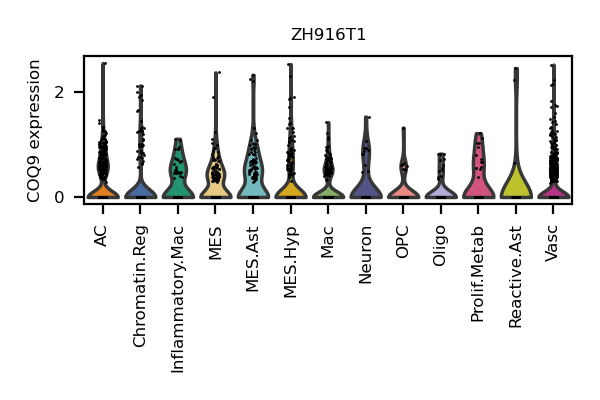 ZH916T1
COQ9 expression
2
0
AC
Chromatin.Reg
Inflammatory.Mac
MES
MES.Ast
MES.Hyp
Mac
Neuron
OPC
Oligo
Prolif.Metab
Reactive.Ast
Vasc